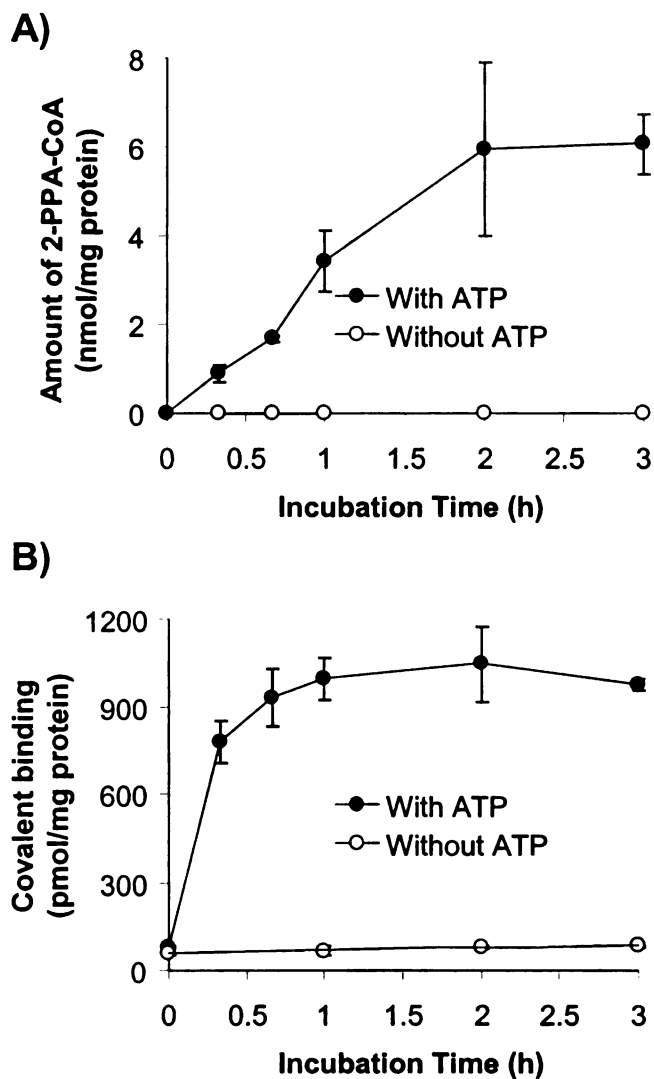 A)
Amount of 2-PPA-CoA
(nmol/mg protein)
8
6
4
2
0
With ATP
Without ATP
0 0.5 1 1.5 2 2.5 3
Incubation Time (h)
B)
Covalent binding
(pmol/mg protein)
1200
900
600
300
0
With ATP
Without ATP
0 0.5 1 1.5 2 2.5 3
Incubation Time (h)